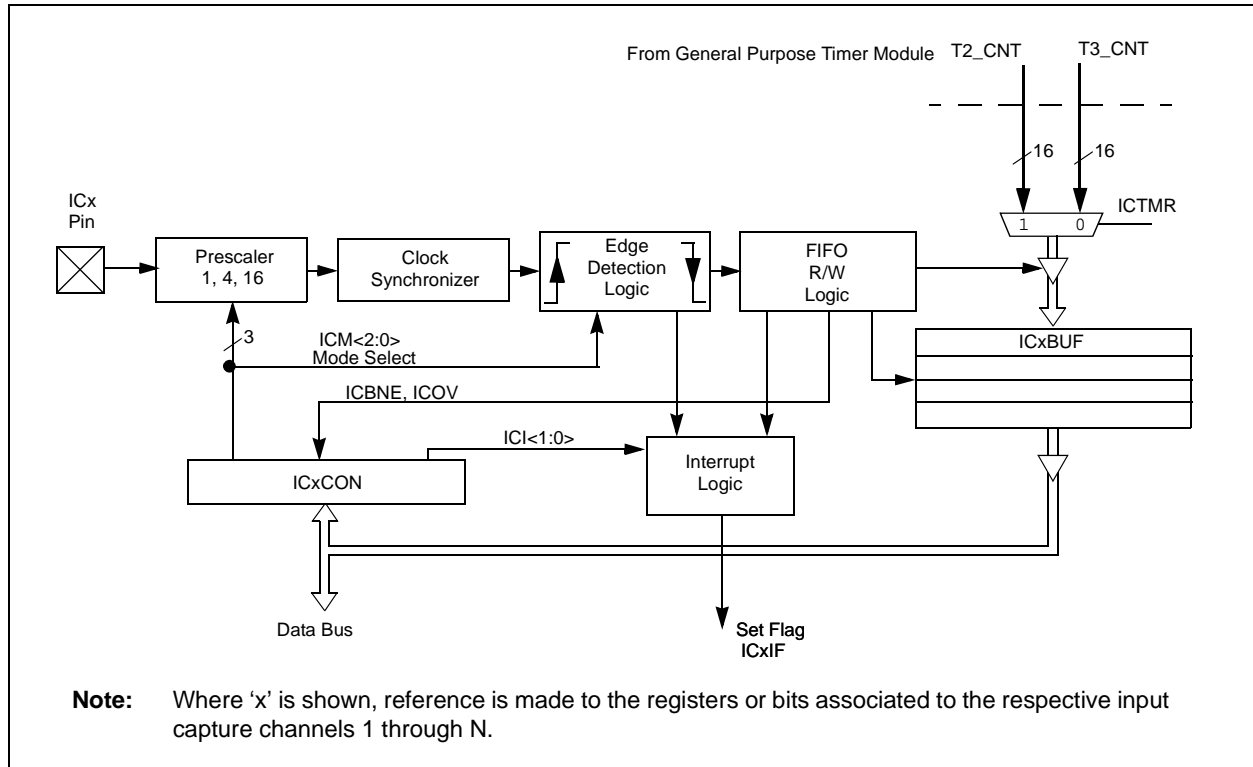 From General Purpose Timer Module
T2_CNT
T3_CNT
16
16
ICx
Pin
1
0
ICTMR
Prescaler
1, 4, 16
Clock
Synchronizer
Edge
Detection
Logic
FIFO
R/W
Logic
3
ICM<2:0>
Mode Select
ICxBUF
ICBNE, ICOV
ICI<1:0>
Interrupt
Logic
ICxCON
Data Bus
Set Flag
ICxIF
Note: Where ‘x’ is shown, reference is made to the registers or bits associated to the respective input
capture channels 1 through N.